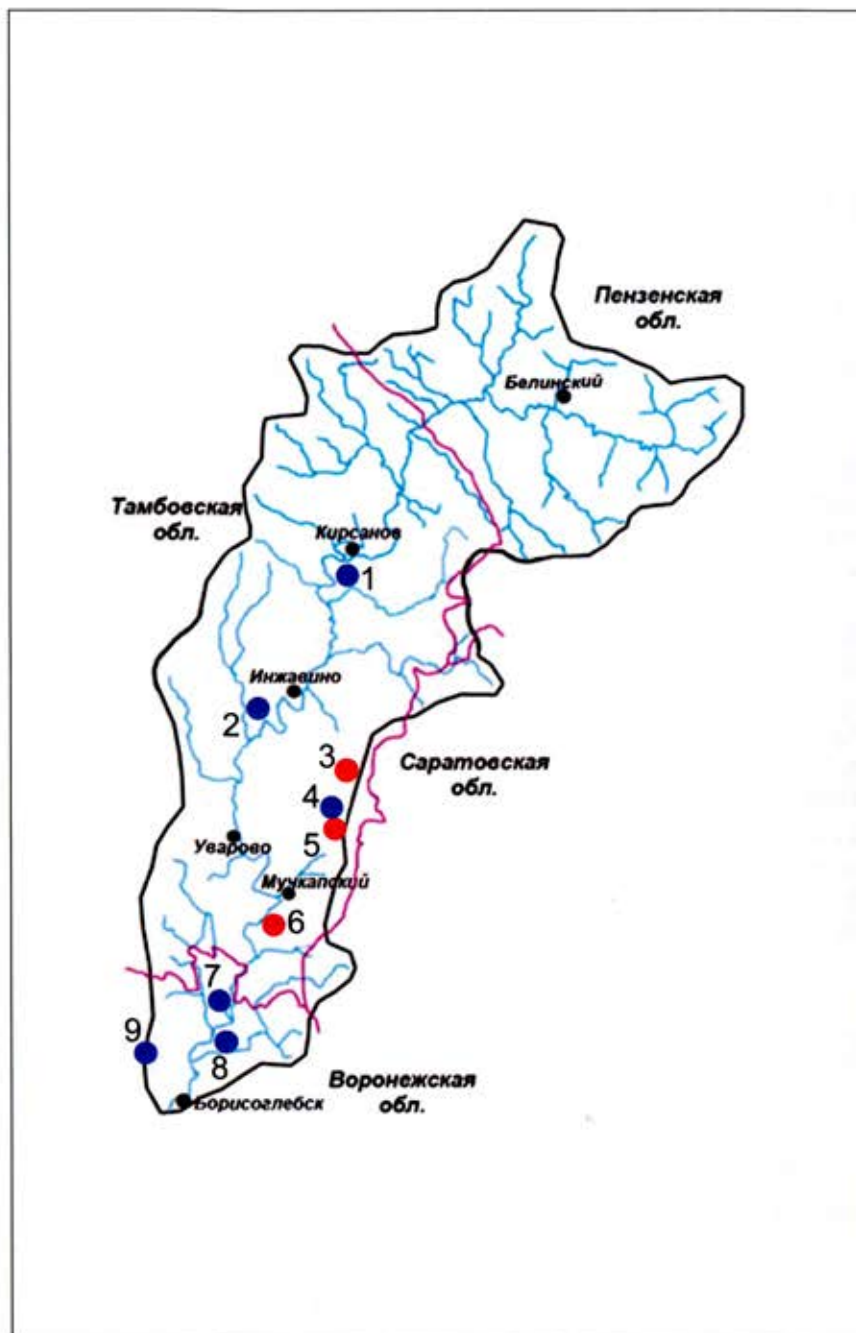 Пензенская
обл.
Белинский
Тамбовская
обл.
Кирсанов
1
Инжавино
2
3
Саратовская
обл.
4
5
Уварово
Мучкапский
6
7
9
8
Воронежская
обл.
Борисоглебск